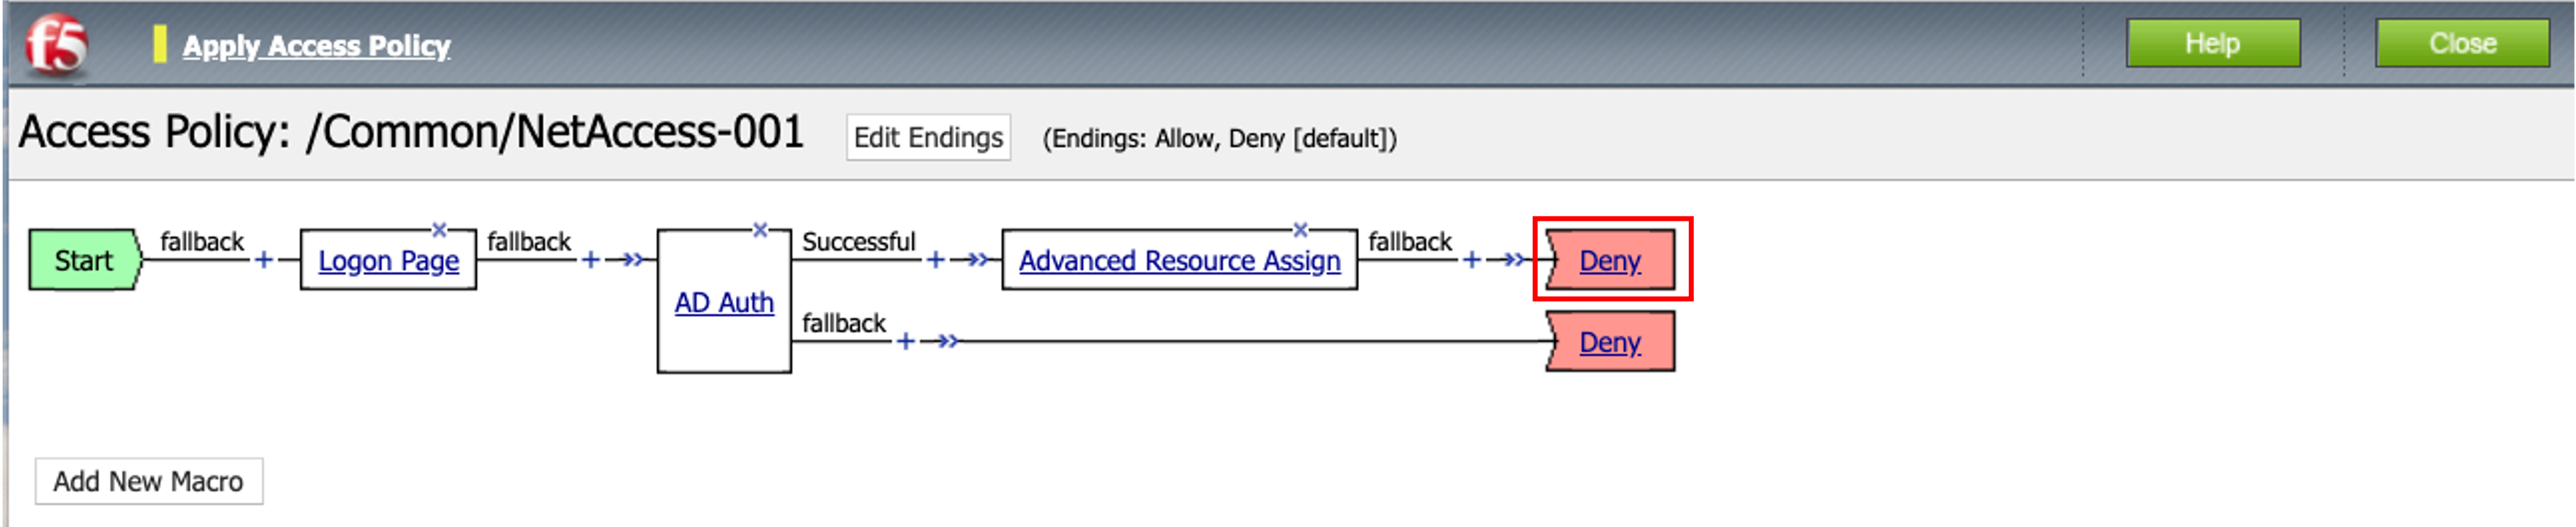 f5
Apply Access Policy
Help
Close
Access Policy: /Common/NetAccess-001
Edit Endings
(Endings: Allow, Deny [default])
Start
fallback
+
Logon Page
fallback
+
AD Auth
Successful
+
Advanced Resource Assign
fallback
+
Deny
fallback
+
Deny
Add New Macro